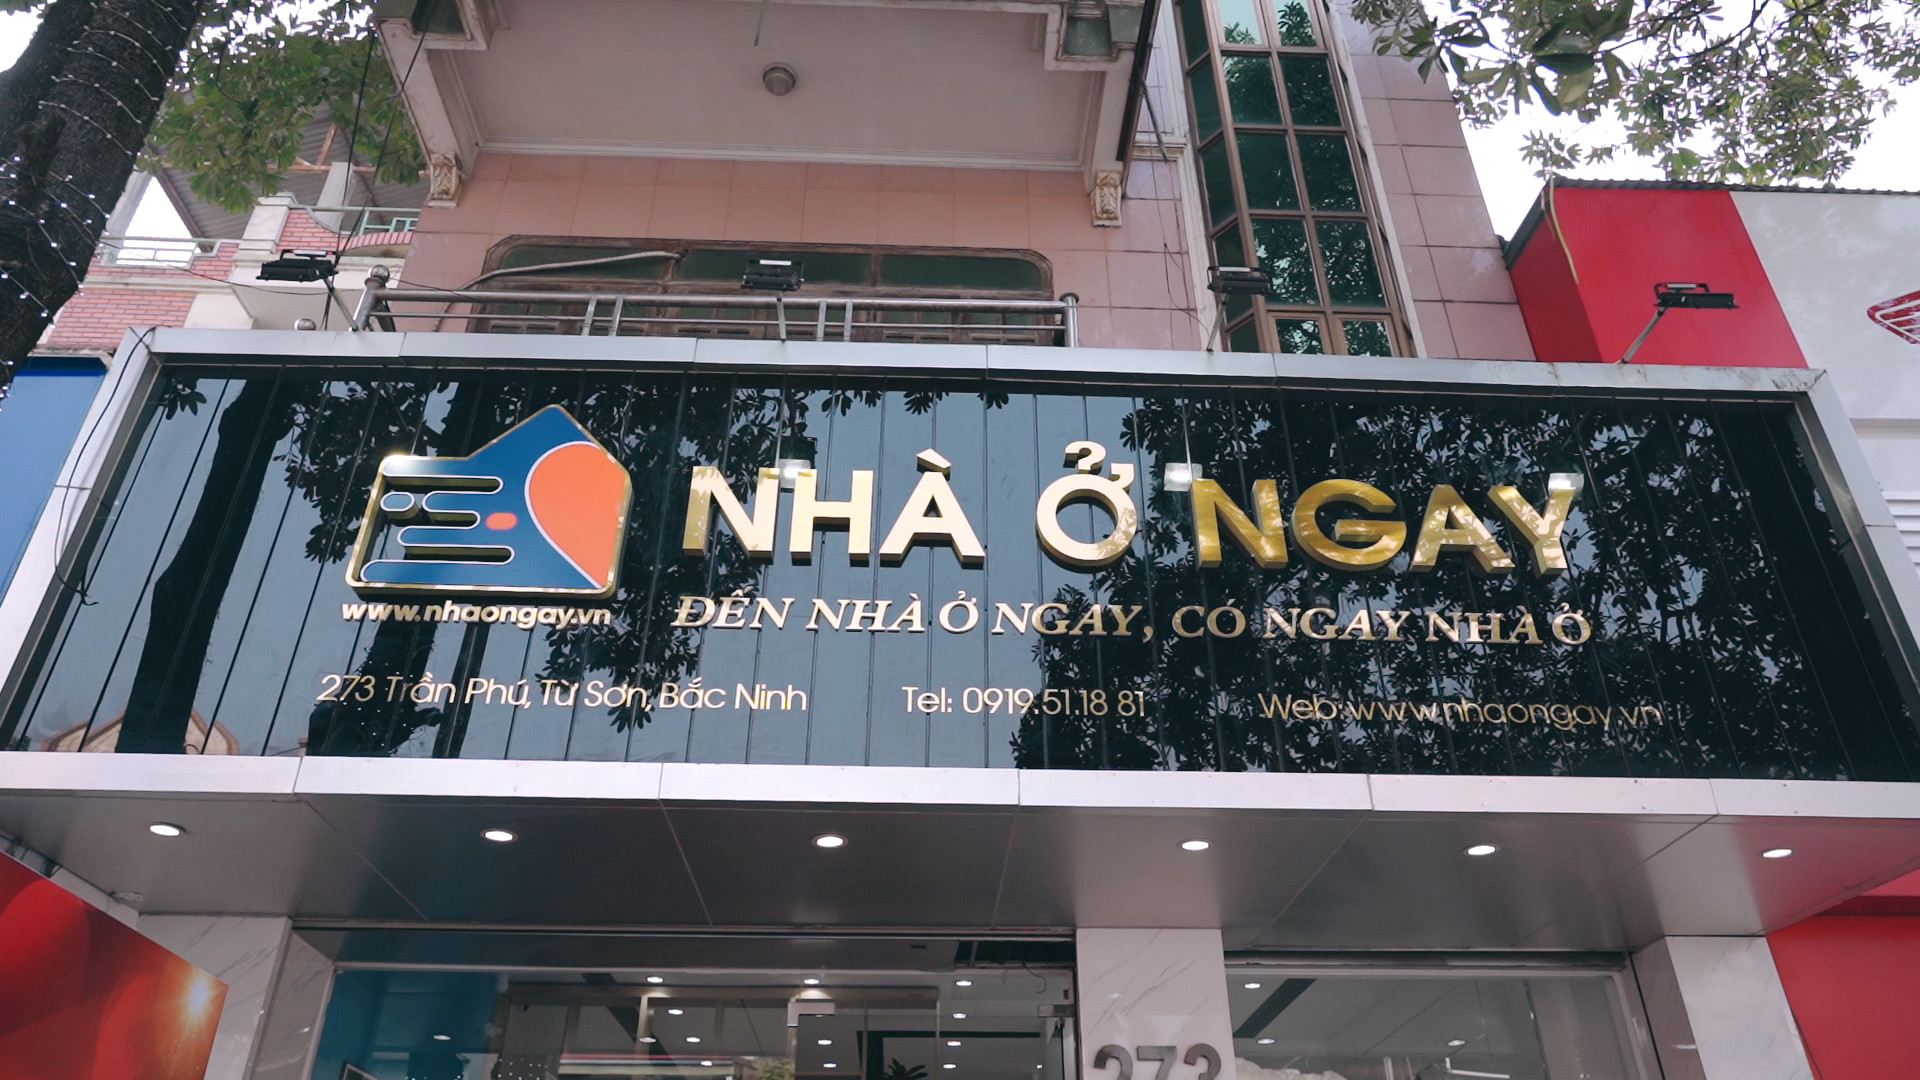 NHÀ Ở NGAY
www.nhaongay.vn
ĐẾN NHÀ Ở NGAY, CÓ NGAY NHÀ Ở
273 Trần Phú, Từ Sơn, Bắc Ninh Tel: 0919.51.18 81 Web:www.nhaongay.vn
273